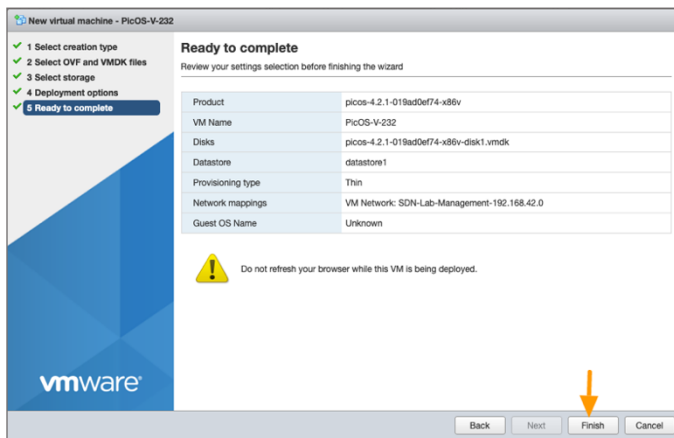 New virtual machine - PicOS-V-232
1 Select creation type
2 Select OVF and VMDK files
3 Select storage
4 Deployment options
5 Ready to complete
Ready to complete
Review your settings selection before finishing the wizard
Product picos-4.2.1-019ad0ef74-x86v
VM Name PicOS-V-232
Disks picos-4.2.1-019ad0ef74-x86v-disk1.vmdk
Datastore datastore1
Provisioning type Thin
Network mappings VM Network: SDN-Lab-Management-192.168.42.0
Guest OS Name Unknown
Do not refresh your browser while this VM is being deployed.
vmware
Back Next Finish Cancel